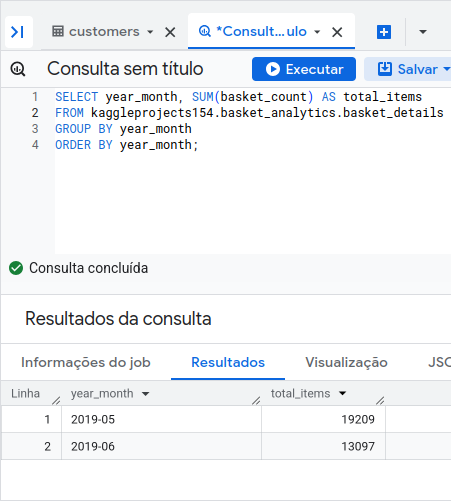 customers
*Consult...ulo
Consulta sem título
Executar
Salvar
1 SELECT year_month, SUM(basket_count) AS total_items
2 FROM kaggleprojects154.basket_analytics.basket_details
3 GROUP BY year_month
4 ORDER BY year_month;
Consulta concluída
Resultados da consulta
Informações do job Resultados Visualização JSO
Linha year_month total_items
1 2019-05 19209
2 2019-06 13097